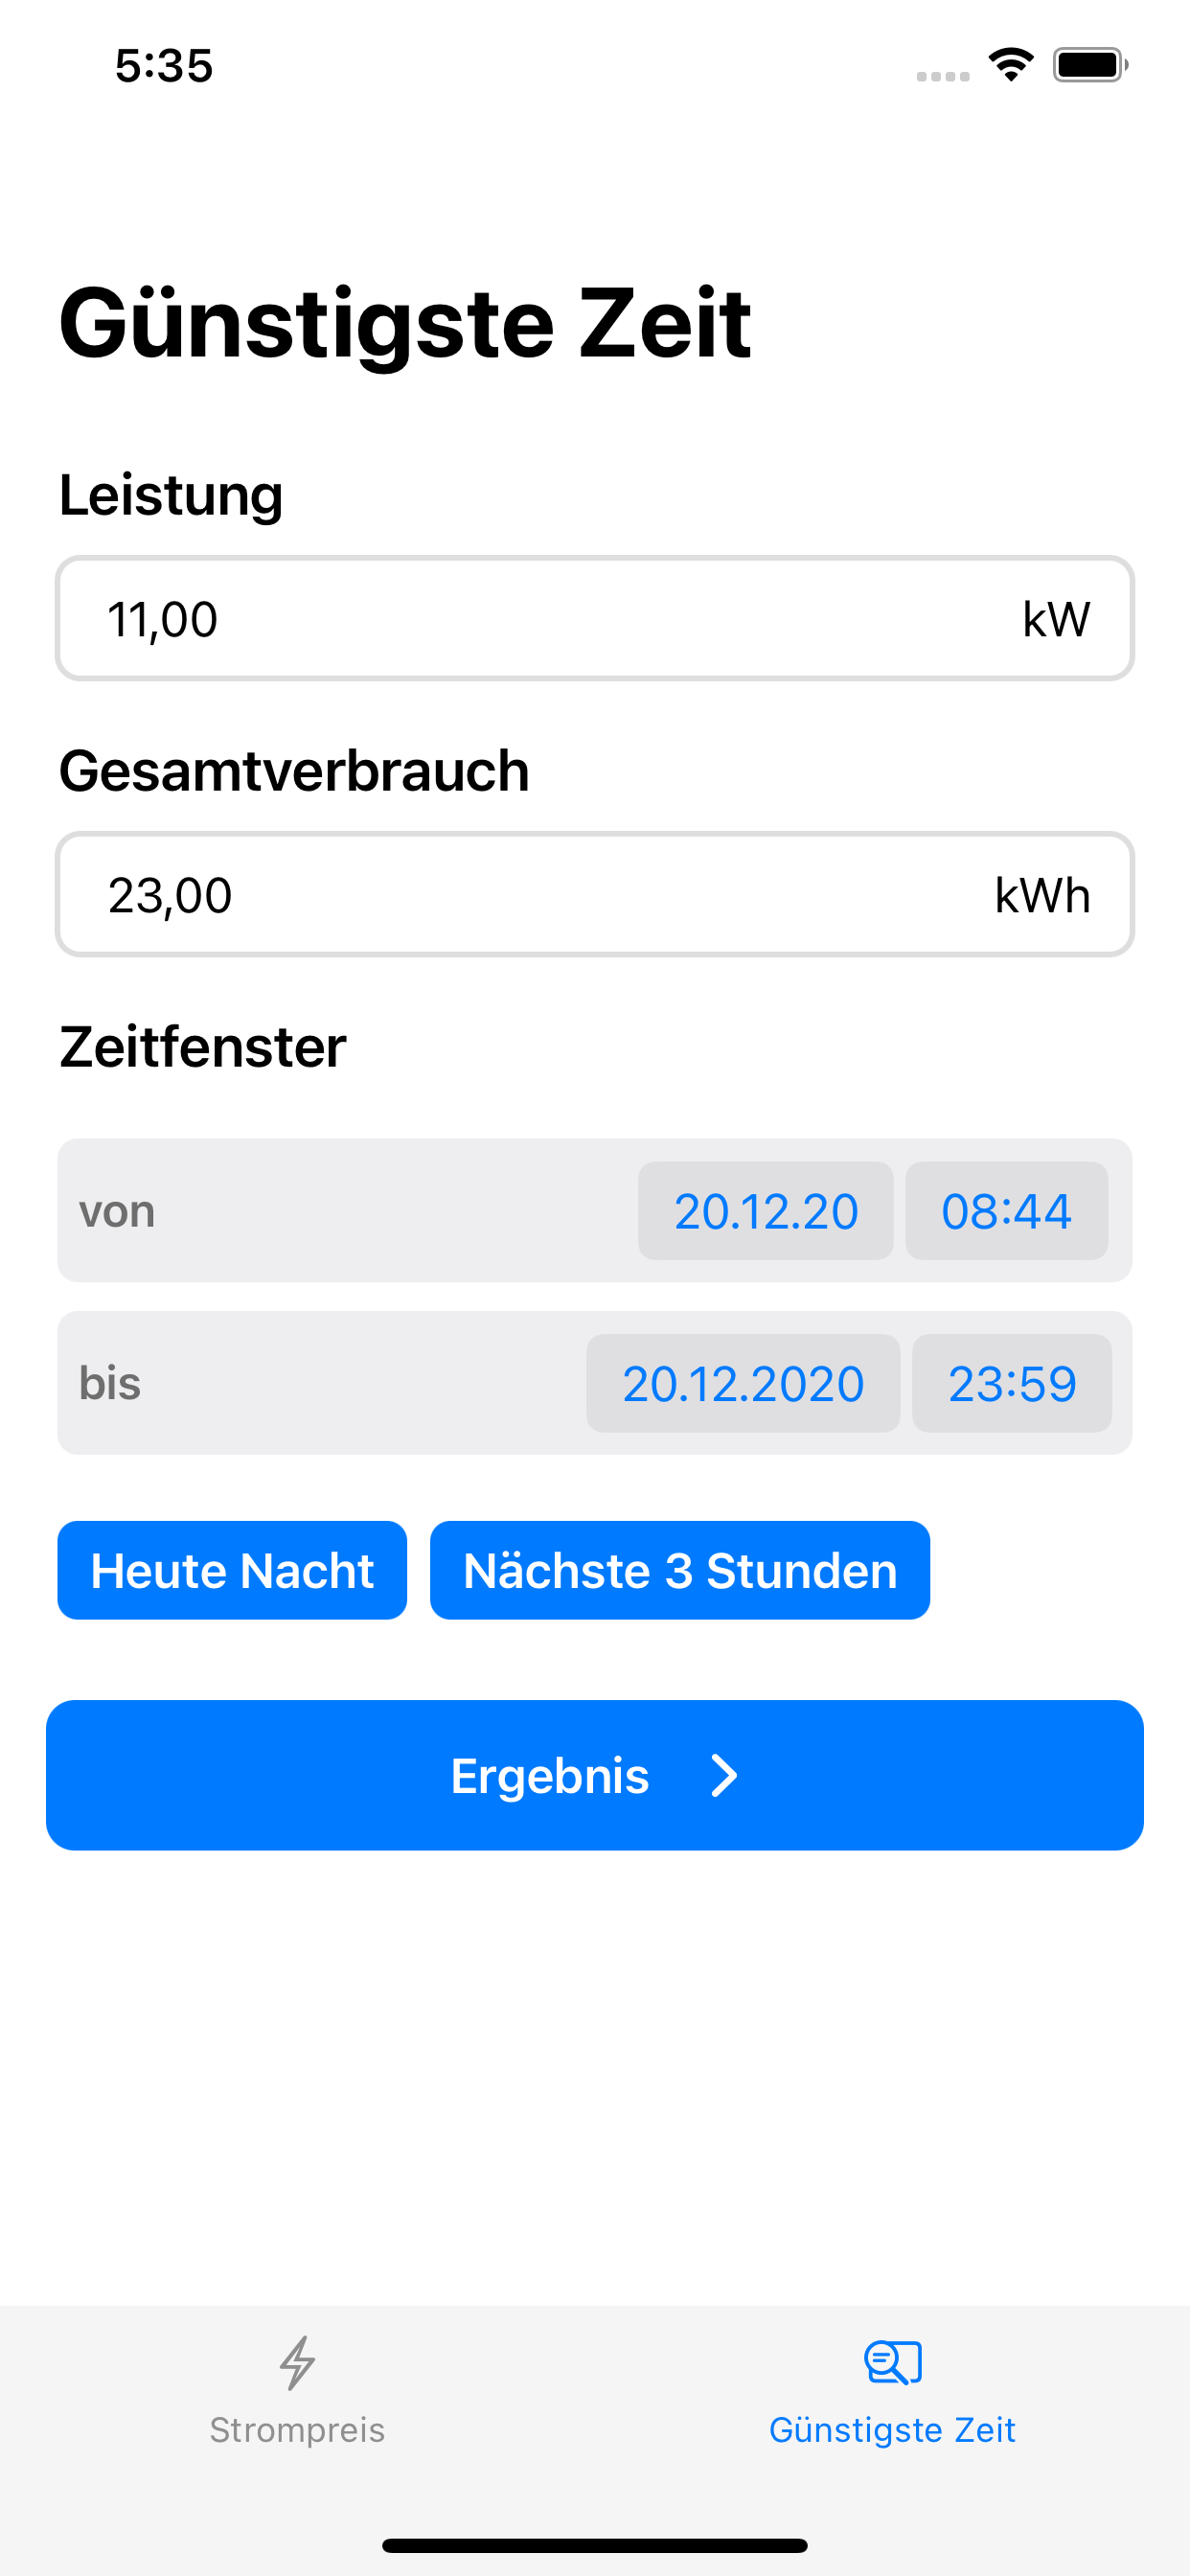 5:35
Günstigste Zeit
Leistung
11,00 kW
Gesamtverbrauch
23,00 kWh
Zeitfenster
von 20.12.20 08:44
bis 20.12.2020 23:59
Heute Nacht Nächste 3 Stunden
Ergebnis
Strompreis Günstigste Zeit